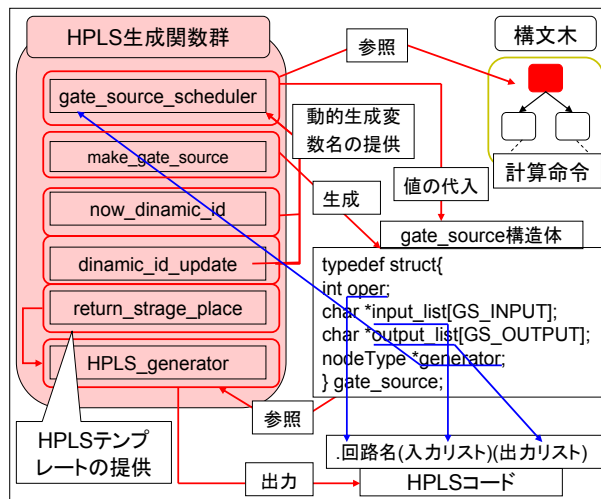 HPLS生成関数群
参照
構文木
gate_source_scheduler
動的生成変
数名の提供
make_gate_source
計算命令
値の代入
生成
now_dinamic_id
gate_source構造体
dinamic_id_update
typedef struct{
int oper;
char *input_list[GS_INPUT];
char *output_list[GS_OUTPUT];
nodeType *generator;
} gate_source;
return_strage_place
HPLS_generator
参照
HPLSテンプ
レートの提供
.回路名(入力リスト)(出力リスト)
出力
HPLSコード